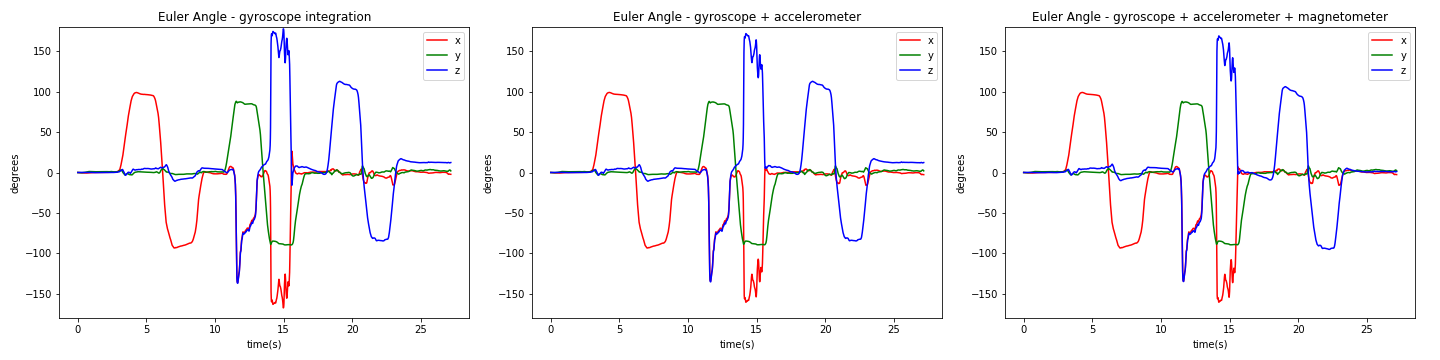 Euler Angle - gyroscope integration
150
100
50
0
−50
−100
−150
degrees
0 5 10 15 20 25
time(s)
x
y
z
Euler Angle - gyroscope + accelerometer
150
100
50
0
−50
−100
−150
degrees
0 5 10 15 20 25
time(s)
x
y
z
Euler Angle - gyroscope + accelerometer + magnetometer
150
100
50
0
−50
−100
−150
degrees
0 5 10 15 20 25
time(s)
x
y
z